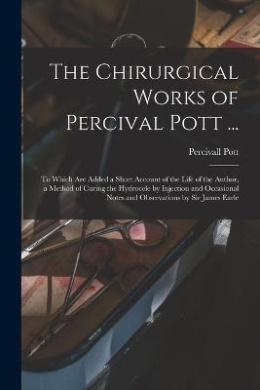 The Chirurgical
Works of
Percival Pott ...
Percivall Pott
To Which Are Added a Short Account of the Life of the Author,
a Method of Curing the Hydrocele by Injection and Occasional
Notes and Observations by Sir James Earle